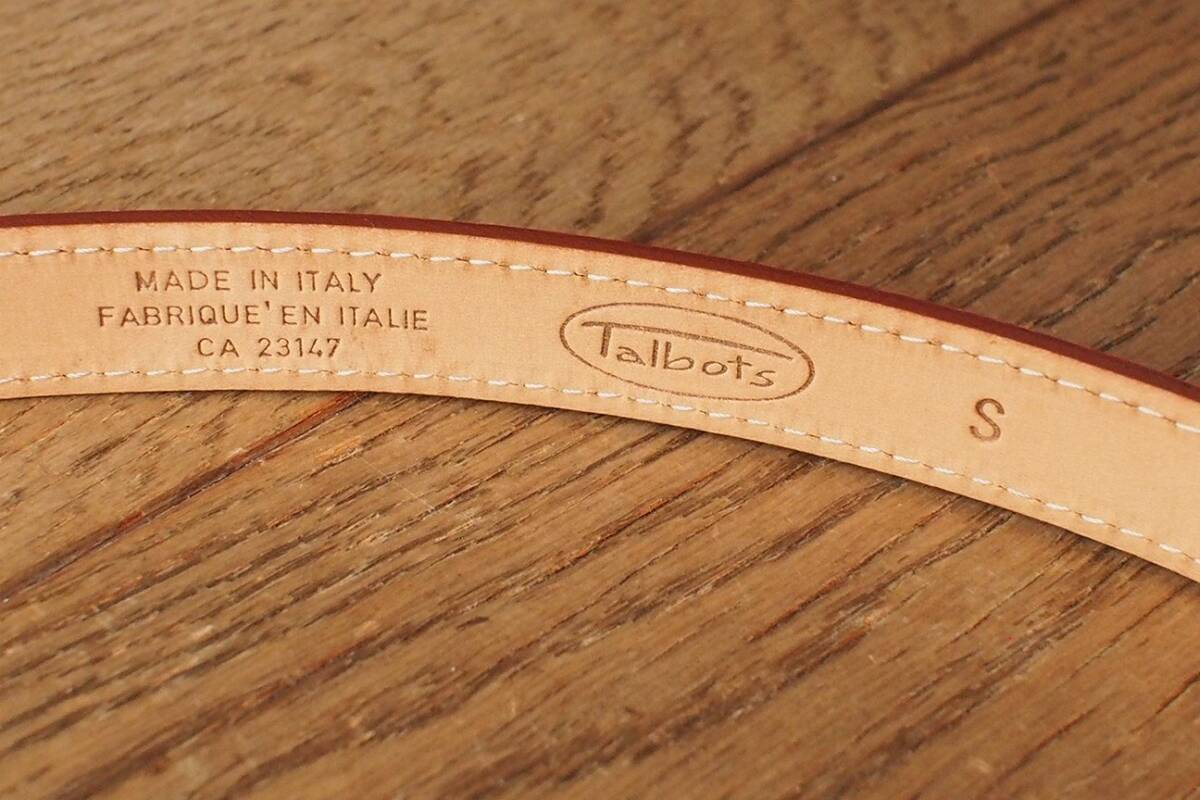 MADE IN ITALY
FABRIQUE' EN ITALIE
CA 23147
Talbots
S